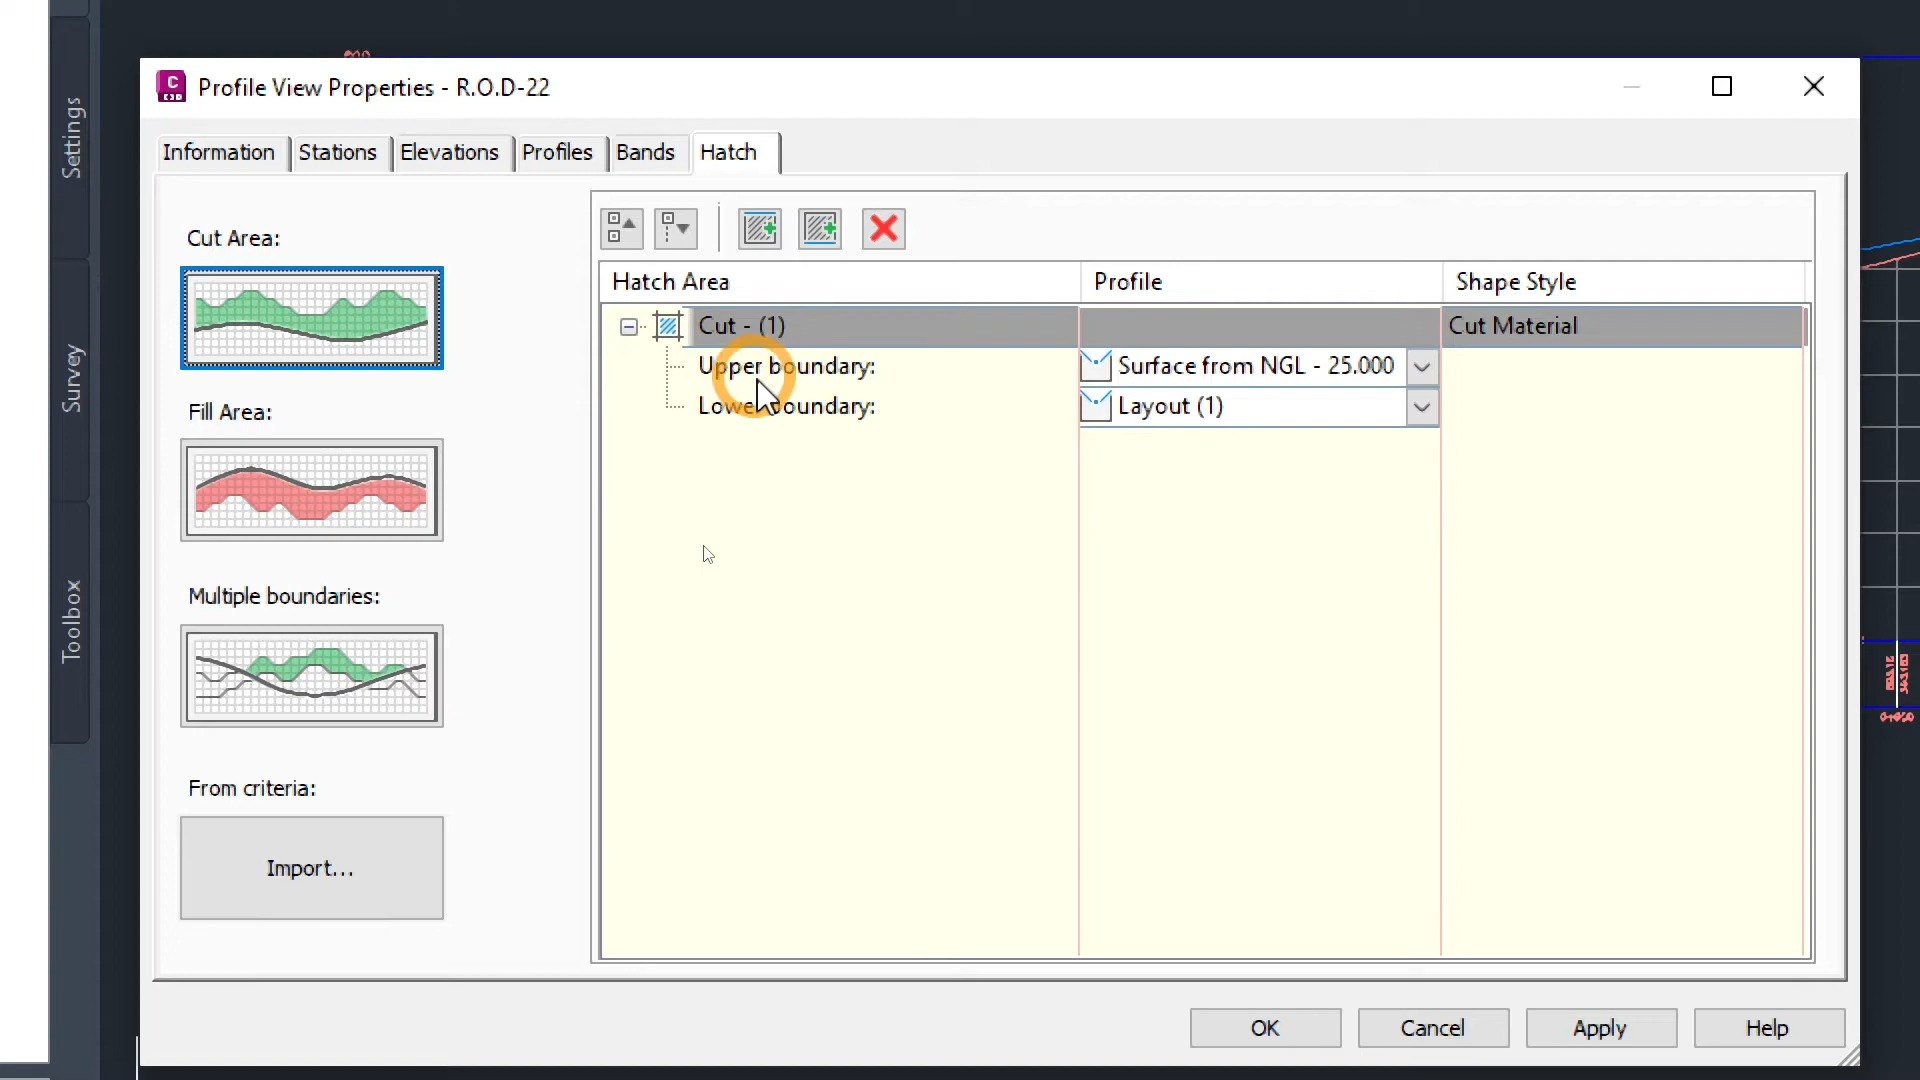 Profile View Properties - R.O.D-22
Information
Stations
Elevations
Profiles
Bands
Hatch
Settings
Survey
Toolbox
Cut Area:
Fill Area:
Multiple boundaries:
From criteria:
Import...
Hatch Area
Profile
Shape Style
Cut - (1)
Cut Material
Upper boundary:
Surface from NGL - 25.000
Lower boundary:
Layout (1)
OK
Cancel
Apply
Help